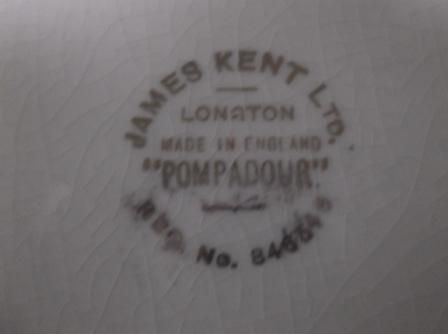 JAMES KENT LTD.
LONGTON
MADE IN ENGLAND
"POMPADOUR"
REG. No.